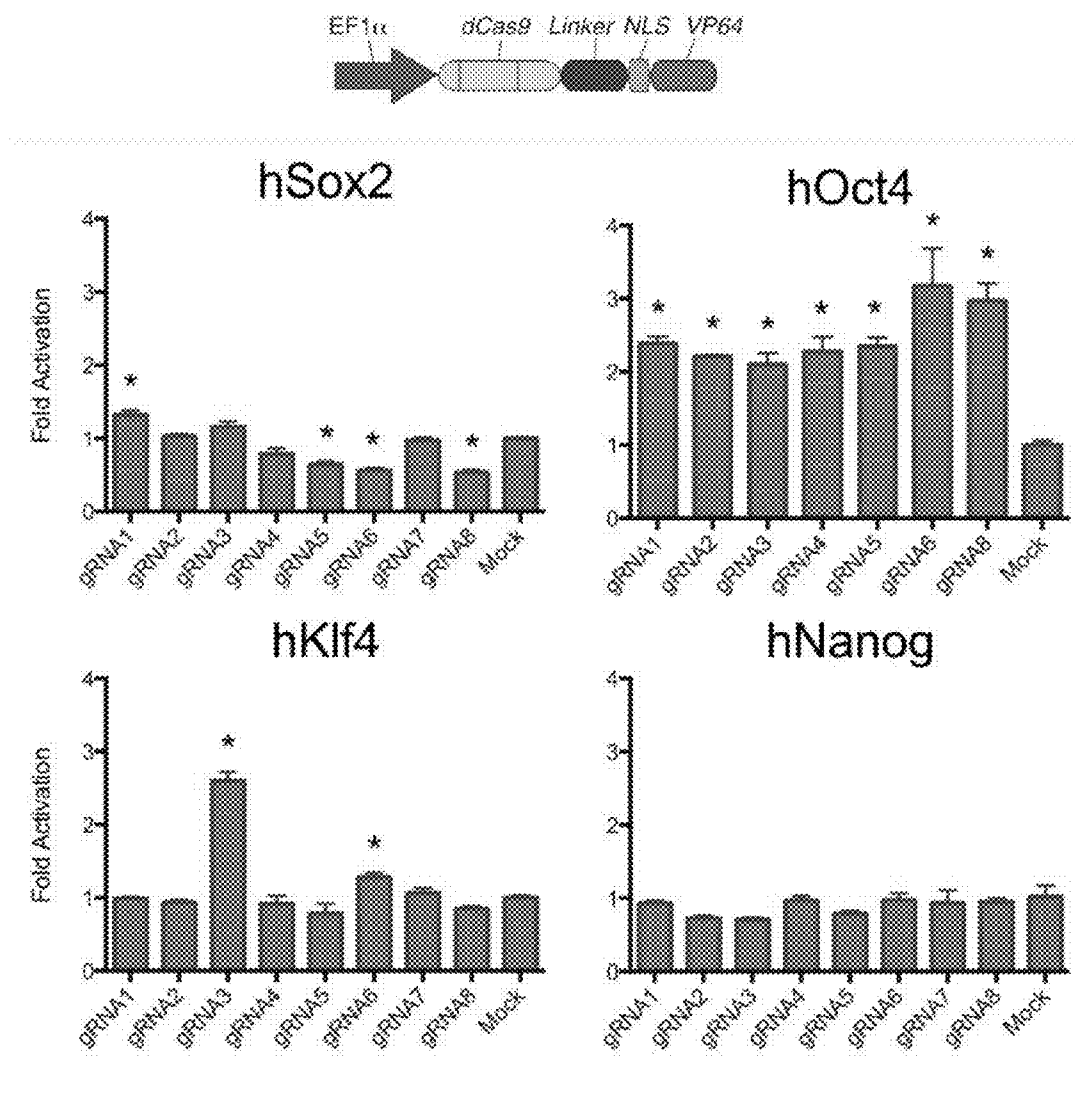 EF1α dCas9 Linker NLS VP64
hSox2
4
3
2
1
0
Fold Activation
* * * *
gRNA1 gRNA2 gRNA3 gRNA4 gRNA5 gRNA6 gRNA7 gRNA8 Mock
hOct4
4
3
2
1
0
* * * * * * *
gRNA1 gRNA2 gRNA3 gRNA4 gRNA5 gRNA6 gRNA8 Mock
hKlf4
4
3
2
1
0
Fold Activation
* *
gRNA1 gRNA2 gRNA3 gRNA4 gRNA5 gRNA6 gRNA7 gRNA8 Mock
hNanog
4
3
2
1
0
gRNA1 gRNA2 gRNA3 gRNA4 gRNA5 gRNA6 gRNA7 gRNA8 Mock